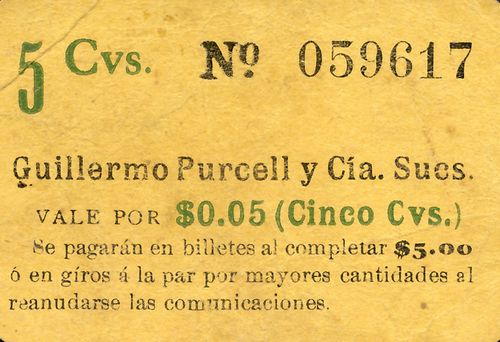 5 Cvs. Nº 059617
Guillermo Purcell y Cía. Sucs.
VALE POR $0.05 (Cinco Cvs.)
Se pagarán en billetes al completar $5.00
ó en gíros á la par por mayores cantidades al
reanudarse las comunicaciones.